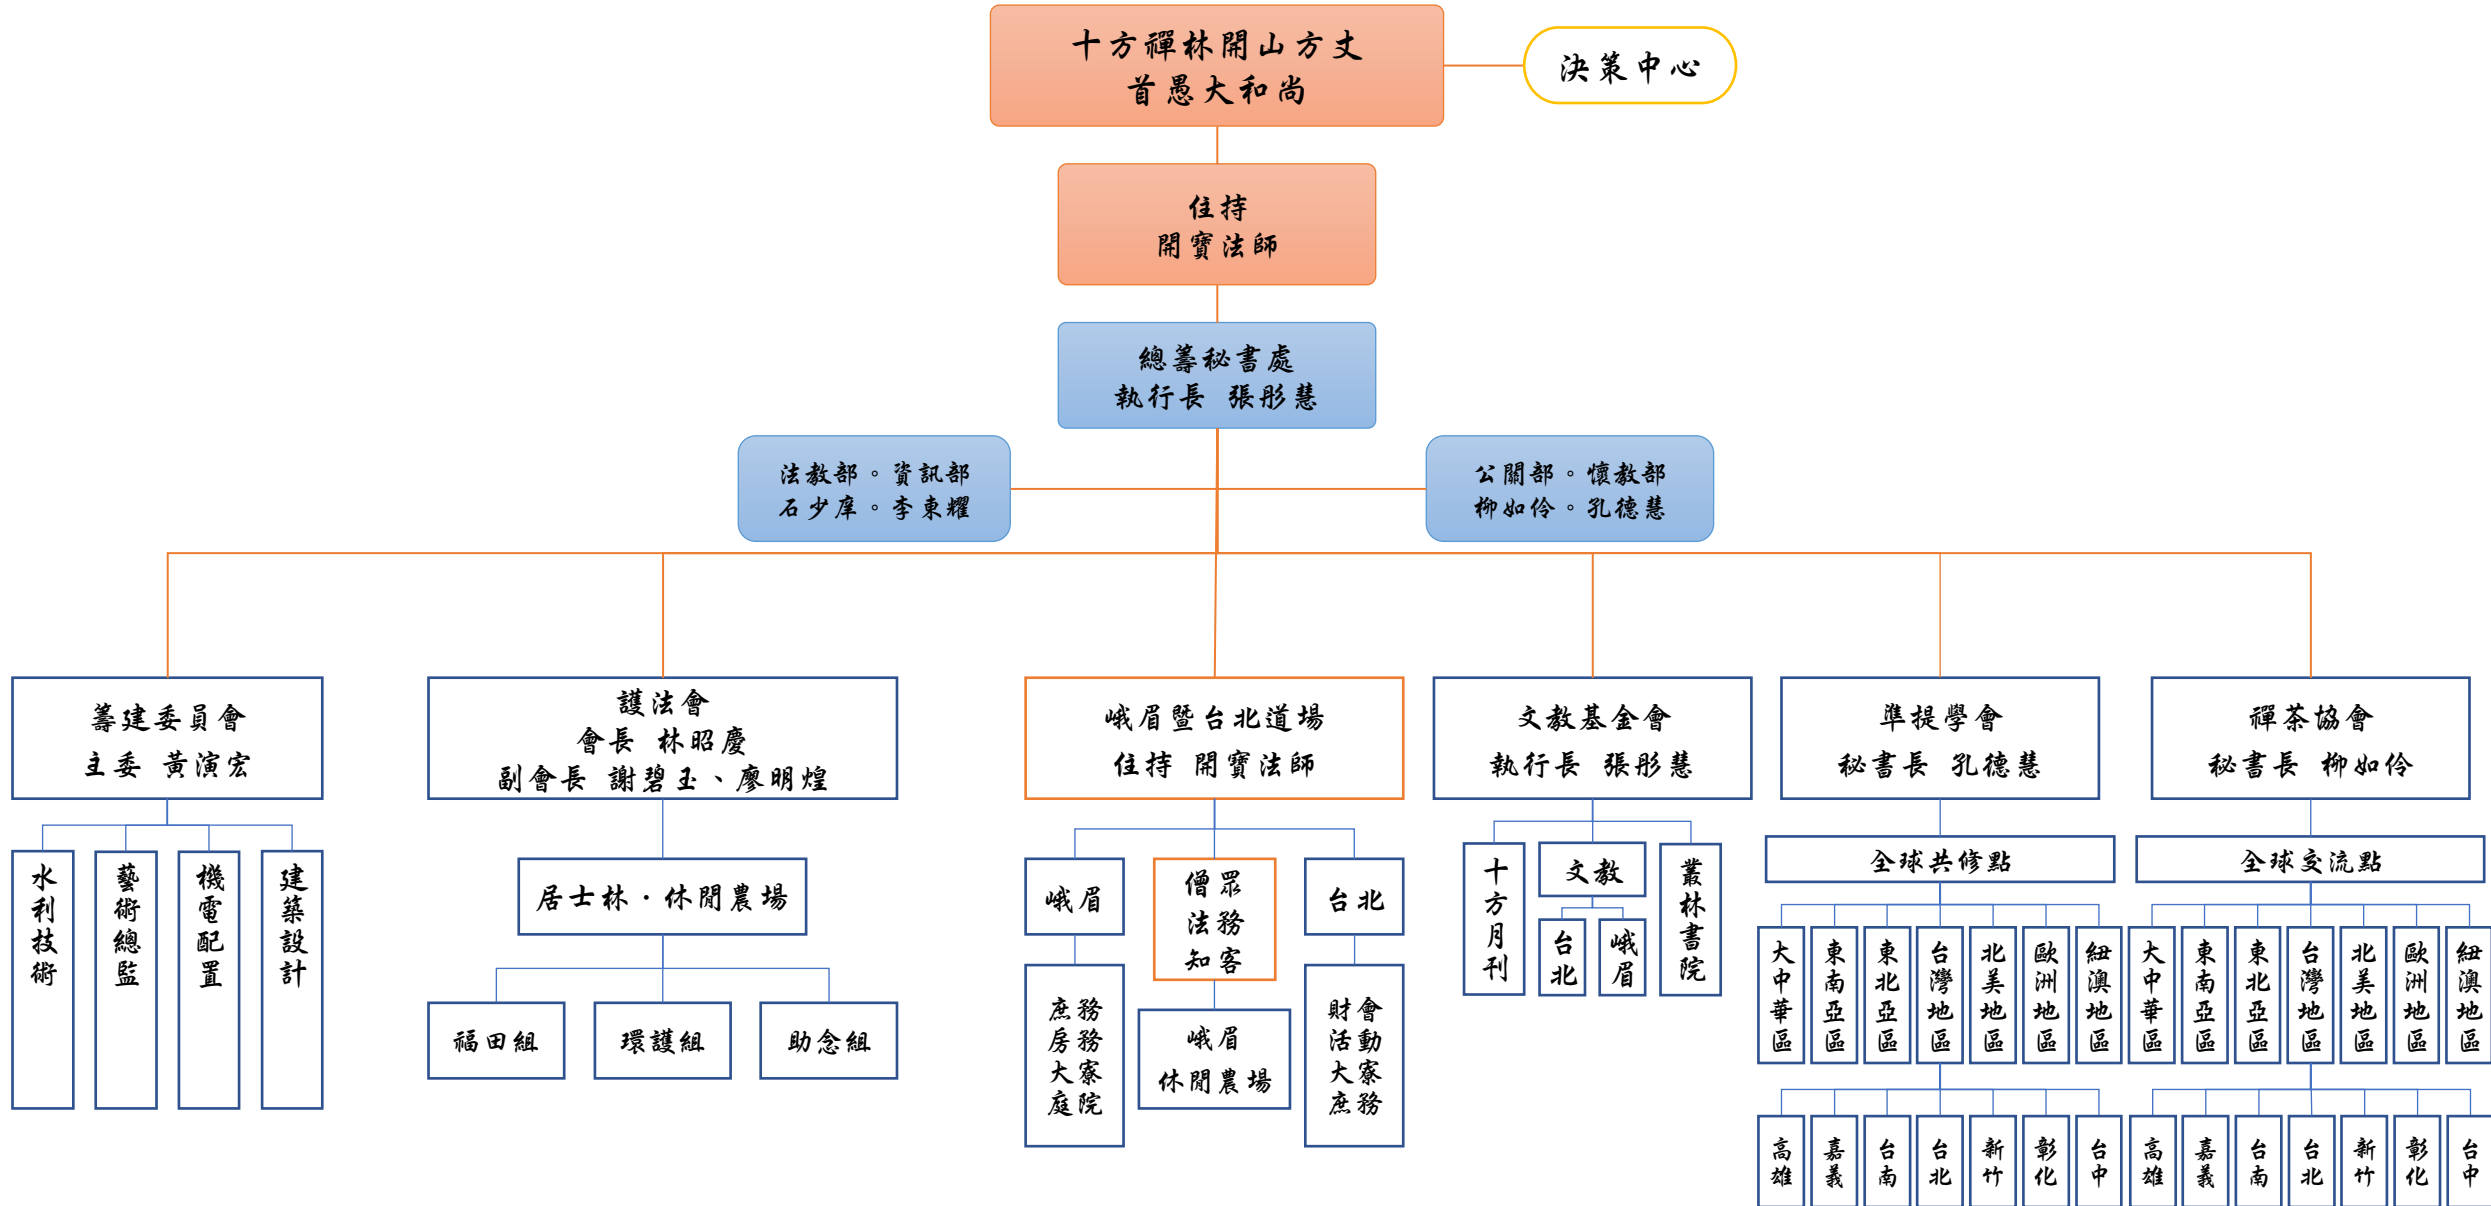 十方禪林開山方丈
首愚大和尚
決策中心
住持
開寶法師
總籌秘書處
執行長 張彤慧
法教部。資訊部
石少庠。李東耀
公關部。懷教部
柳如伶。孔德慧
籌建委員會
主委 黃演宏
護法會
會長 林昭慶
副會長 謝碧玉、廖明煌
峨眉暨台北道場
住持 開寶法師
文教基金會
執行長 張彤慧
準提學會
秘書長 孔德慧
禪茶協會
秘書長 柳如伶
水利技術
藝術總監
機電配置
建築設計
居士林．休閒農場
福田組
環護組
助念組
峨眉
僧眾
法務
知客
台北
庶務
房務
大寮
庭院
峨眉
休閒農場
財會
活動
大寮
庶務
十方月刊
文教
叢林書院
台北
峨眉
全球共修點
大中華區
東南亞區
東北亞區
台灣地區
北美地區
歐洲地區
紐澳地區
高雄
嘉義
台南
台北
新竹
彰化
台中
全球交流點
大中華區
東南亞區
東北亞區
台灣地區
北美地區
歐洲地區
紐澳地區
高雄
嘉義
台南
台北
新竹
彰化
台中